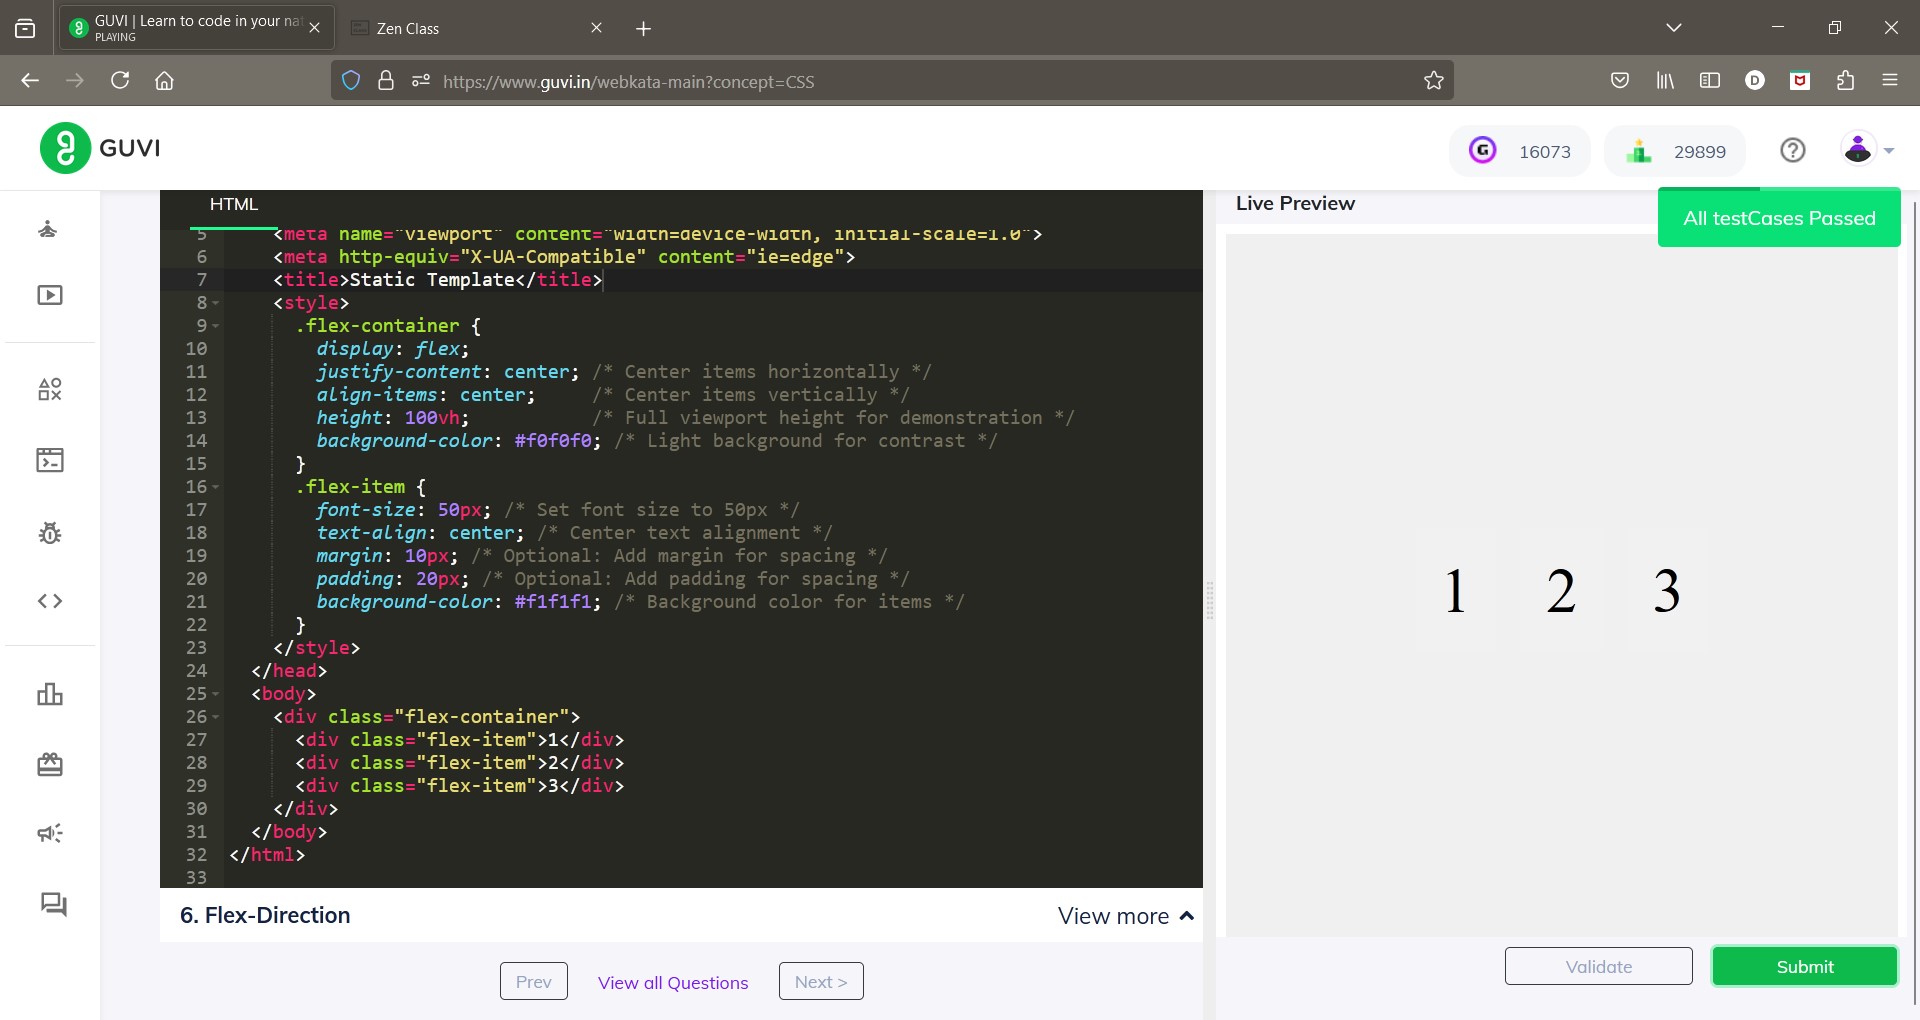 GUVI | Learn to code in your nat
PLAYING
Zen Class
https://www.guvi.in/webkata-main?concept=CSS
D
GUVI
G
16073
29899
HTML
Live Preview
All testCases Passed
5 <meta name="viewport" content="width=device-width, initial-scale=1.0">
6 <meta http-equiv="X-UA-Compatible" content="ie=edge">
7 <title>Static Template</title>
8 <style>
9 .flex-container {
10 display: flex;
11 justify-content: center; /* Center items horizontally */
12 align-items: center; /* Center items vertically */
13 height: 100vh; /* Full viewport height for demonstration */
14 background-color: #f0f0f0; /* Light background for contrast */
15 }
16 .flex-item {
17 font-size: 50px; /* Set font size to 50px */
18 text-align: center; /* Center text alignment */
19 margin: 10px; /* Optional: Add margin for spacing */
20 padding: 20px; /* Optional: Add padding for spacing */
21 background-color: #f1f1f1; /* Background color for items */
22 }
23 </style>
24 </head>
25 <body>
26 <div class="flex-container">
27 <div class="flex-item">1</div>
28 <div class="flex-item">2</div>
29 <div class="flex-item">3</div>
30 </div>
31 </body>
32 </html>
33
1 2 3
6. Flex-Direction
View more
Prev
View all Questions
Next >
Validate
Submit